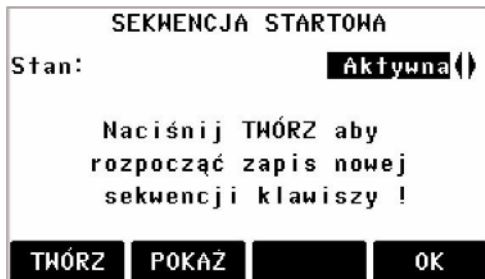 SEKWENCJA STARTOWA
Stan: Aktywna
Naciśnij TWÓRZ aby
rozpocząć zapis nowej
sekwencji klawiszy !
TWÓRZ POKAŻ OK